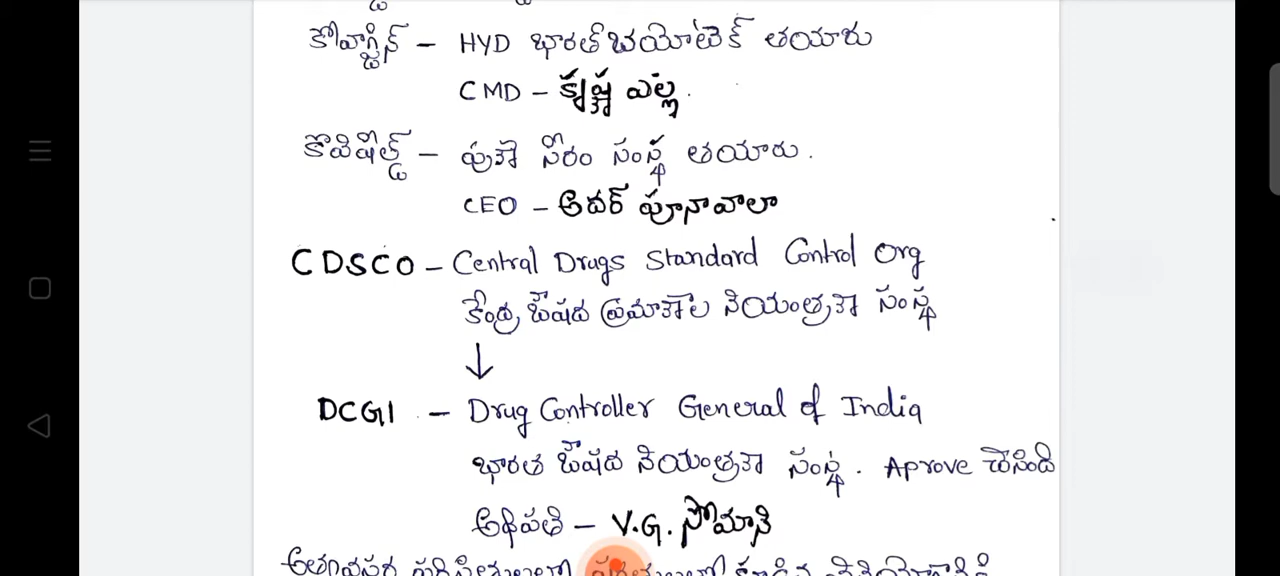 కోవాగ్జిన్ – HYD భారత్ బయోటెక్ తయారు
CMD – కృష్ణ ఎల్ల.
కొవిషీల్డ్ – పుణె సీరం సంస్థ తయారు.
CEO – అదర్ పూనావాలా
CDSCO – Central Drugs Standard Control Org
కేంద్ర ఔషధ ప్రమాణాల నియంత్రణ సంస్థ
↓
DCGI – Drug Controller General of India
భారత ఔషధ నియంత్రణ సంస్థ. Aprove చేసింది
అధిపతి – V.G. సోమాని